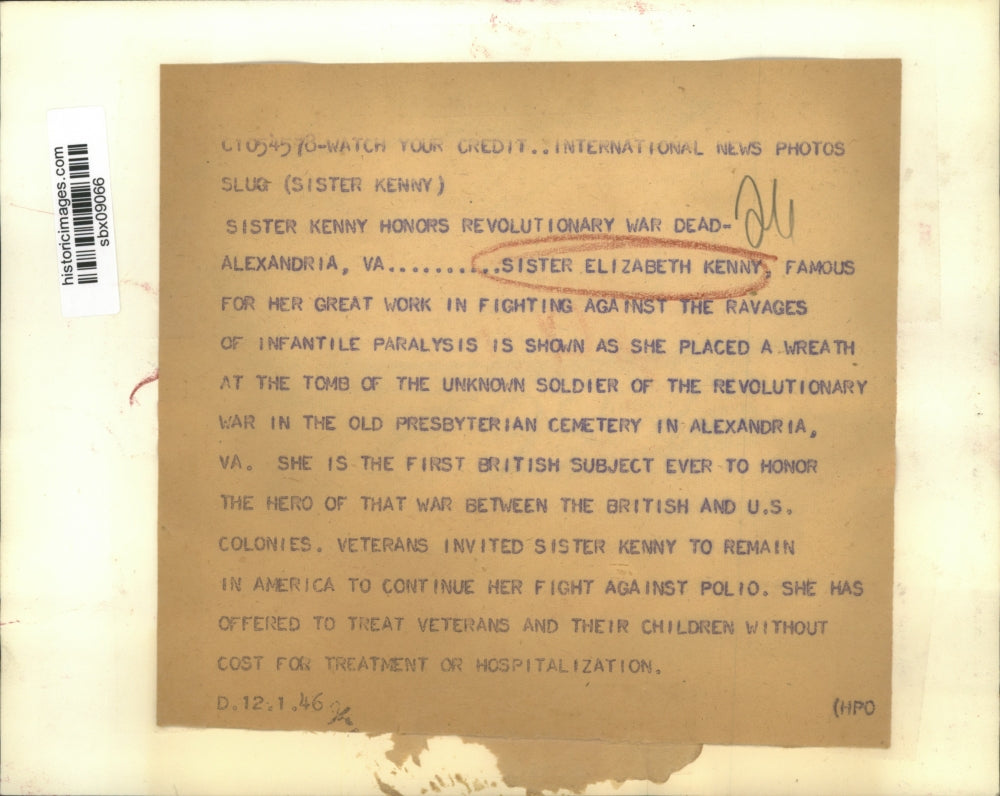 historicimages.com
sbx09066
CT054578-WATCH YOUR CREDIT..INTERNATIONAL NEWS PHOTOS
SLUG (SISTER KENNY)
SISTER KENNY HONORS REVOLUTIONARY WAR DEAD-
ALEXANDRIA, VA..........SISTER ELIZABETH KENNY, FAMOUS
FOR HER GREAT WORK IN FIGHTING AGAINST THE RAVAGES
OF INFANTILE PARALYSIS IS SHOWN AS SHE PLACED A WREATH
AT THE TOMB OF THE UNKNOWN SOLDIER OF THE REVOLUTIONARY
WAR IN THE OLD PRESBYTERIAN CEMETERY IN ALEXANDRIA,
VA. SHE IS THE FIRST BRITISH SUBJECT EVER TO HONOR
THE HERO OF THAT WAR BETWEEN THE BRITISH AND U.S.
COLONIES. VETERANS INVITED SISTER KENNY TO REMAIN
IN AMERICA TO CONTINUE HER FIGHT AGAINST POLIO. SHE HAS
OFFERED TO TREAT VETERANS AND THEIR CHILDREN WITHOUT
COST FOR TREATMENT OR HOSPITALIZATION.
D.12.1.46
(HPO